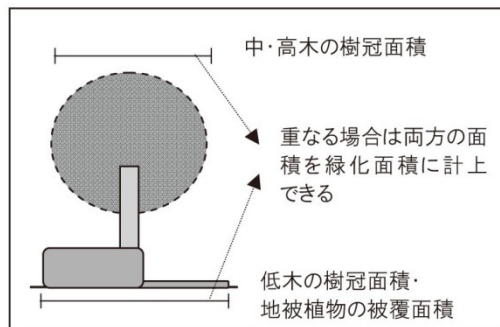 中・高木の樹冠面積
重なる場合は両方の面
積を緑化面積に計上
できる
低木の樹冠面積・
地被植物の被覆面積